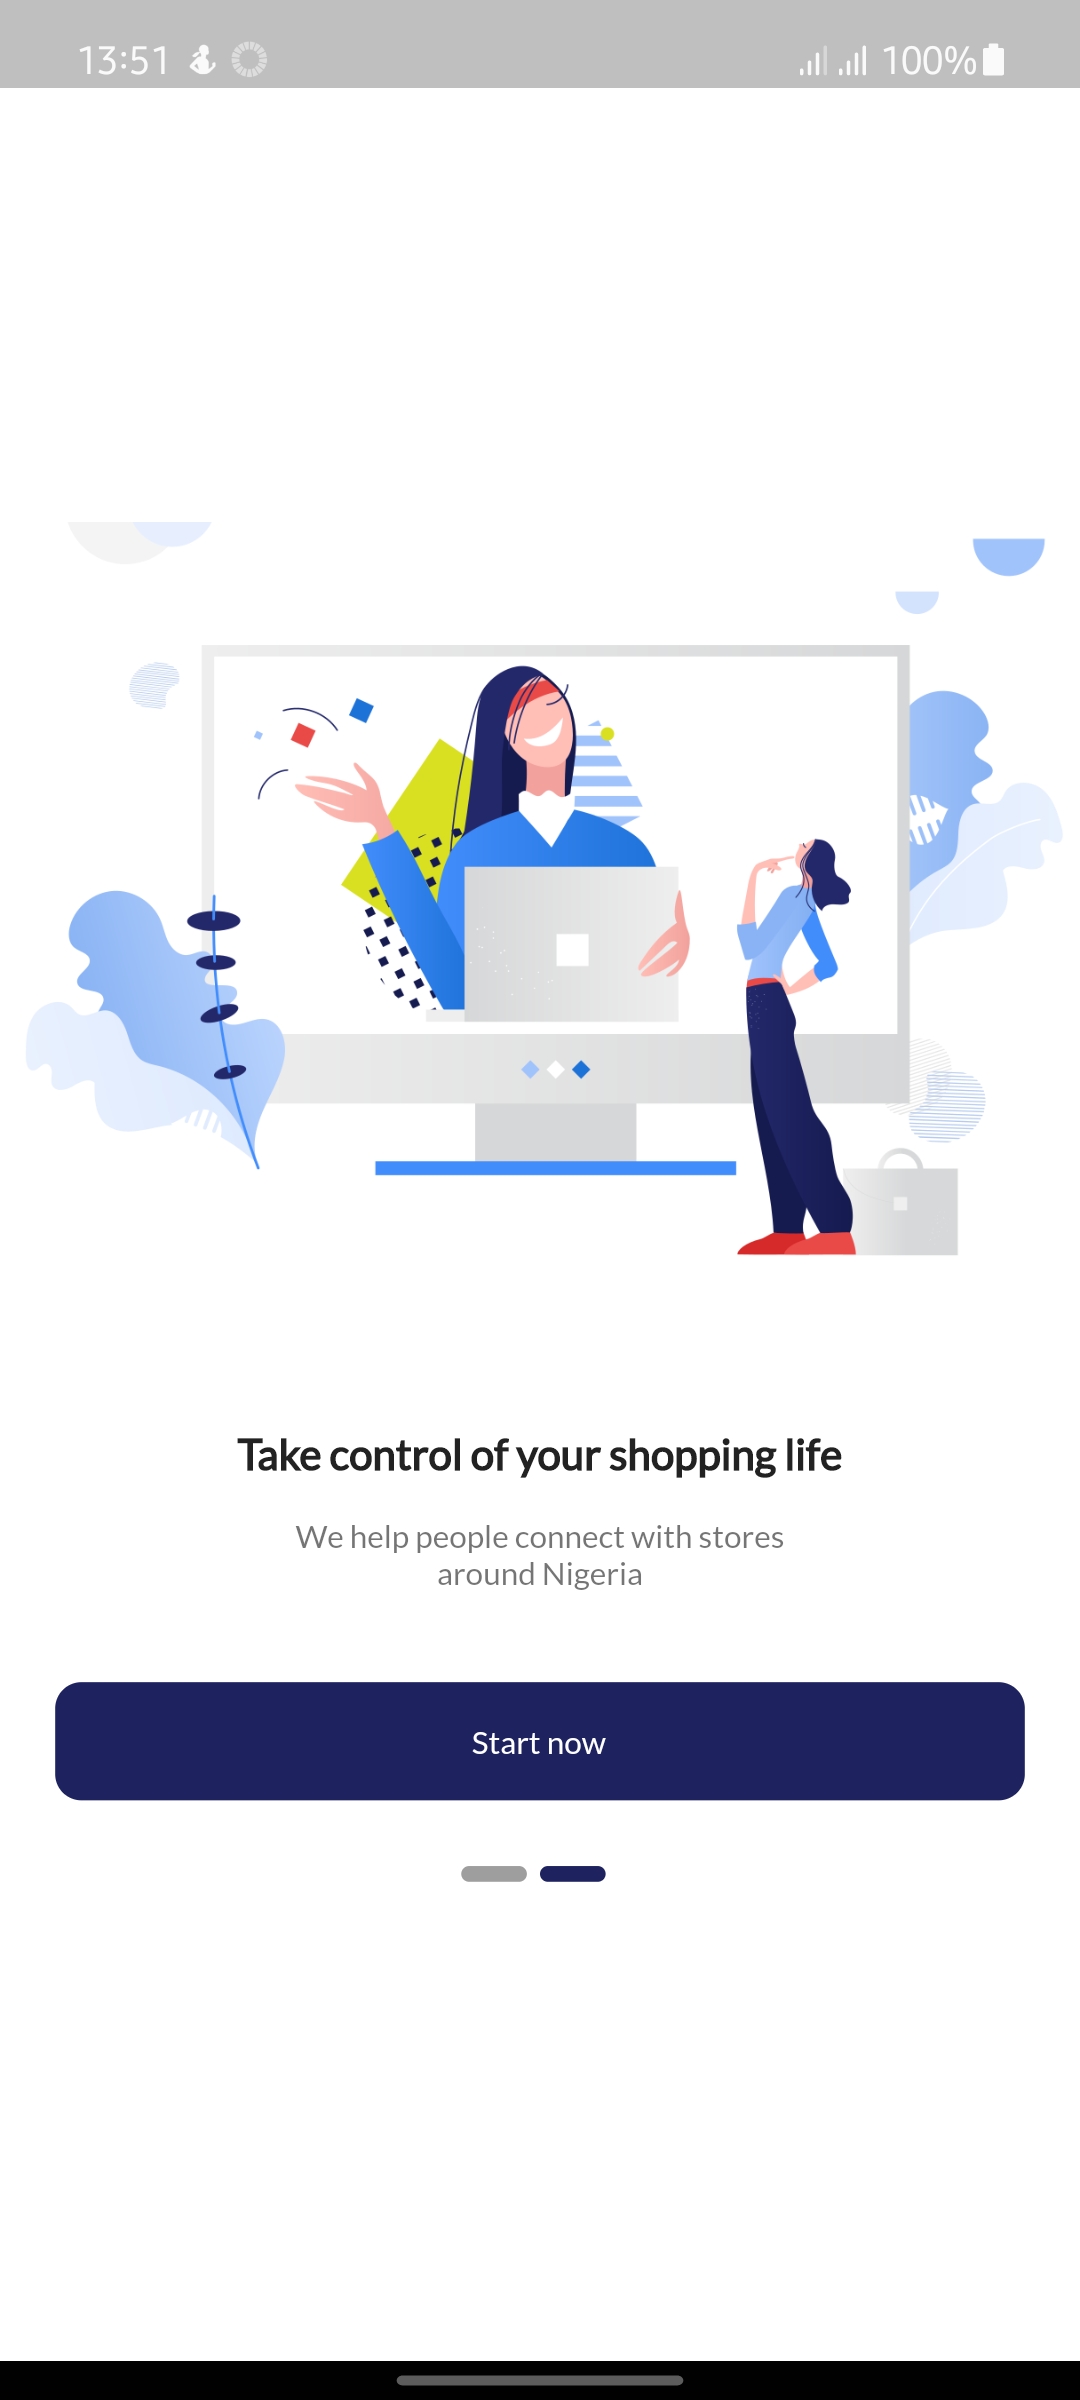 13:51 100%
Take control of your shopping life
We help people connect with stores
around Nigeria
Start now